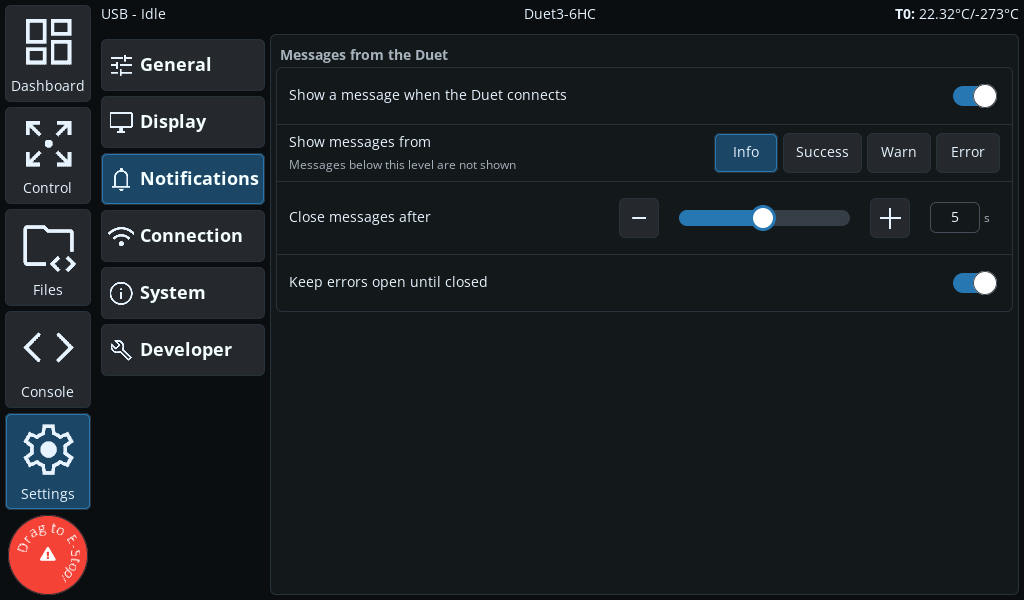 USB - Idle
Duet3-6HC
T0: 22.32°C/-273°C
Dashboard
Control
Files
Console
Settings
Drag to E-Stop!
General
Display
Notifications
Connection
System
Developer
Messages from the Duet
Show a message when the Duet connects
Show messages from
Messages below this level are not shown
Info
Success
Warn
Error
Close messages after
5 s
Keep errors open until closed